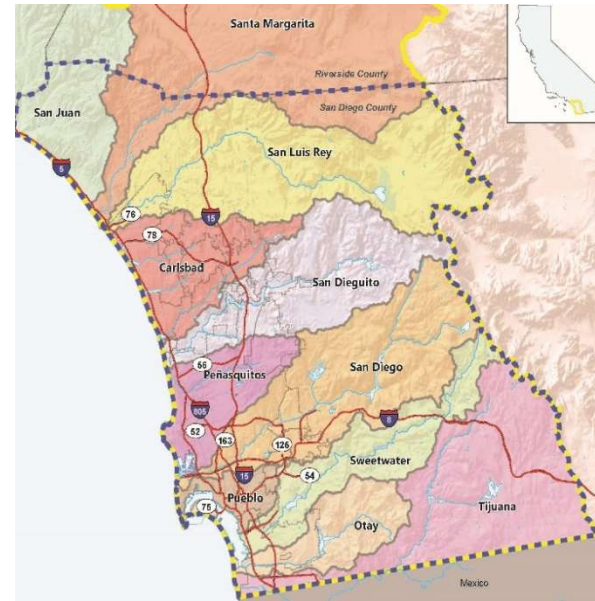 Santa Margarita
Riverside County
San Diego County
San Juan
5
San Luis Rey
76
15
78
Carlsbad
San Dieguito
56
Peñasquitos
San Diego
805
52
163
8
126
Sweetwater
54
15
Pueblo
75
Otay
Tijuana
Mexico